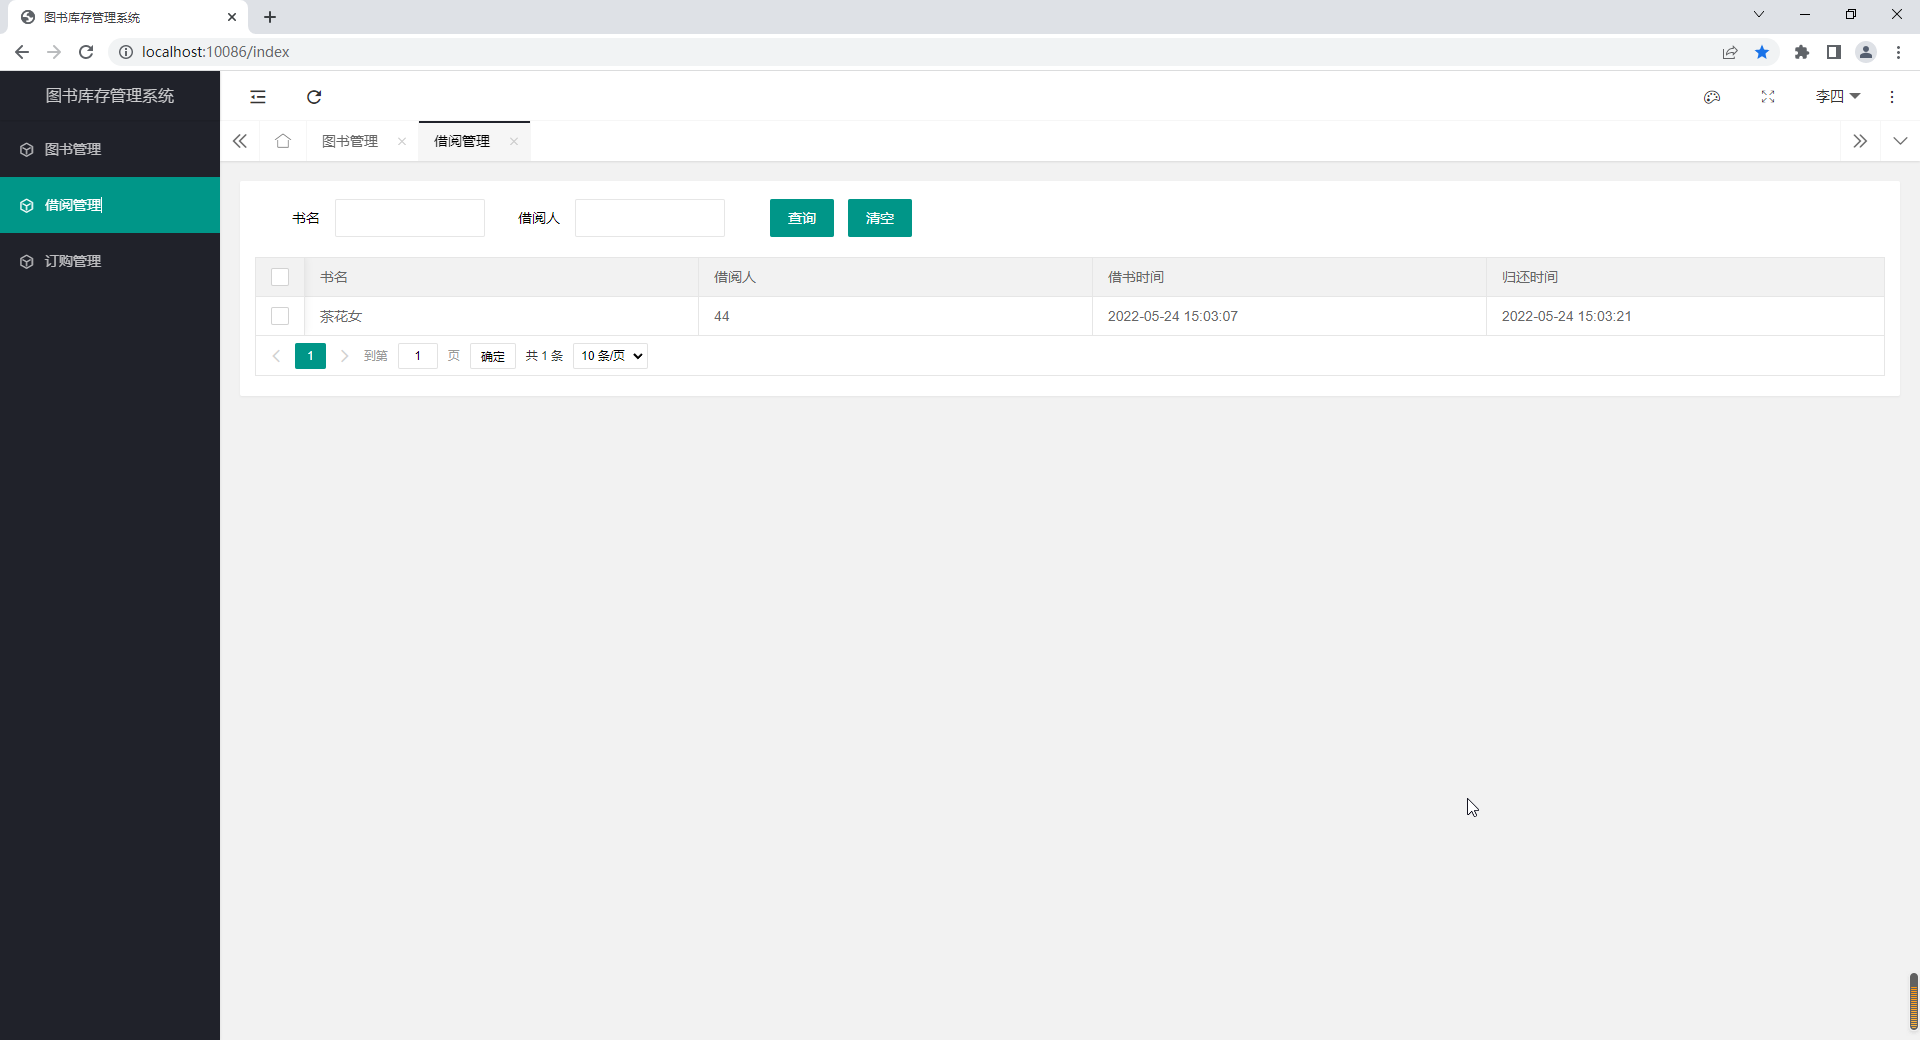 图书库存管理系统
localhost:10086/index
图书库存管理系统
李四
图书管理
借阅管理
订购管理
图书管理 借阅管理
书名 借阅人 查询 清空
书名 借阅人 借书时间 归还时间
茶花女 44 2022-05-24 15:03:07 2022-05-24 15:03:21
1 到第 1 页 确定 共 1 条 10 条/页